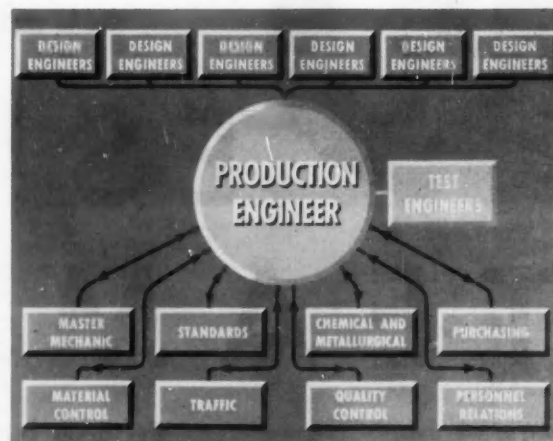 DESIGN
ENGINEERS
DESIGN
ENGINEERS
DESIGN
ENGINEERS
DESIGN
ENGINEERS
DESIGN
ENGINEERS
DESIGN
ENGINEERS
PRODUCTION
ENGINEER
TEST
ENGINEERS
MASTER
MECHANIC
STANDARDS
CHEMICAL AND
METALLURGICAL
PURCHASING
MATERIAL
CONTROL
TRAFFIC
QUALITY
CONTROL
PERSONNEL
RELATIONS